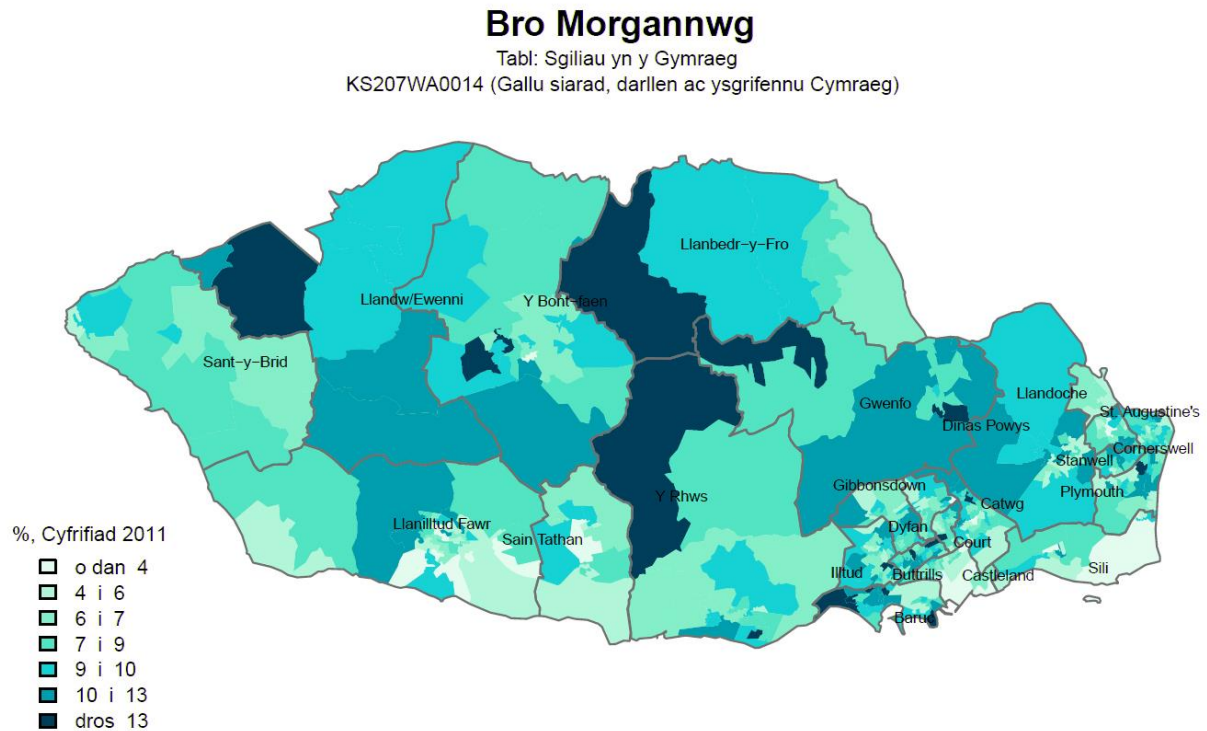 Bro Morgannwg
Tabl: Sgiliau yn y Gymraeg
KS207WA0014 (Gallu siarad, darllen ac ysgrifennu Cymraeg)
Llanbedr-y-Fro
Llandw/Ewenni
Y Bont-faen
Sant-y-Brid
Llandoche
Gwenfo
St. Augustine's
Dinas Powys
Cornerswell
Stanwell
Gibbonsdown
Plymouth
Y Rhws
Catwg
Llanilltud Fawr
Dyfan
Sain Tathan
Court
Illtud
Buttrills
Castleland
Sili
Baruc
%, Cyfrifiad 2011
o dan 4
4 i 6
6 i 7
7 i 9
9 i 10
10 i 13
dros 13